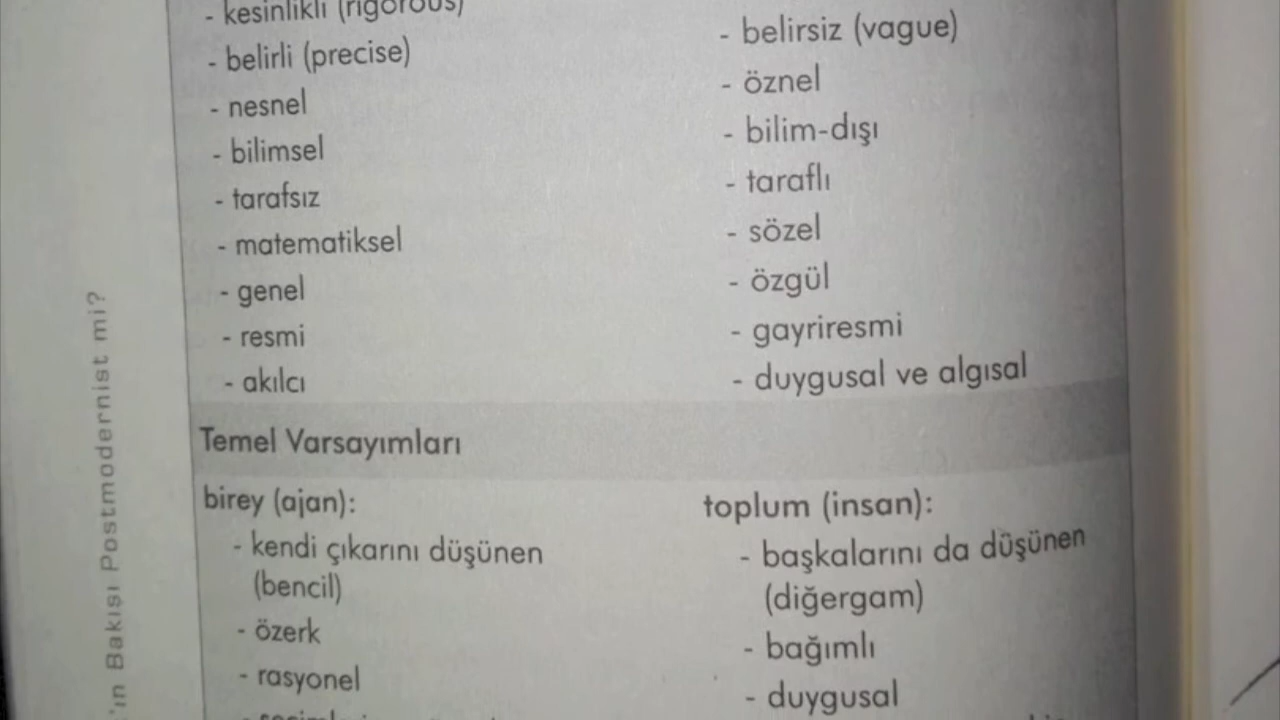 - kesinlikli (rigorous)
- belirli (precise)
- nesnel
- bilimsel
- tarafsız
- matematiksel
- genel
- resmi
- akılcı
- belirsiz (vague)
- öznel
- bilim-dışı
- taraflı
- sözel
- özgül
- gayriresmi
- duygusal ve algısal
Temel Varsayımları
birey (ajan):
- kendi çıkarını düşünen
(bencil)
- özerk
- rasyonel
toplum (insan):
- başkalarını da düşünen
(diğergam)
- bağımlı
- duygusal
'ın Bakışı Postmodernist mi?